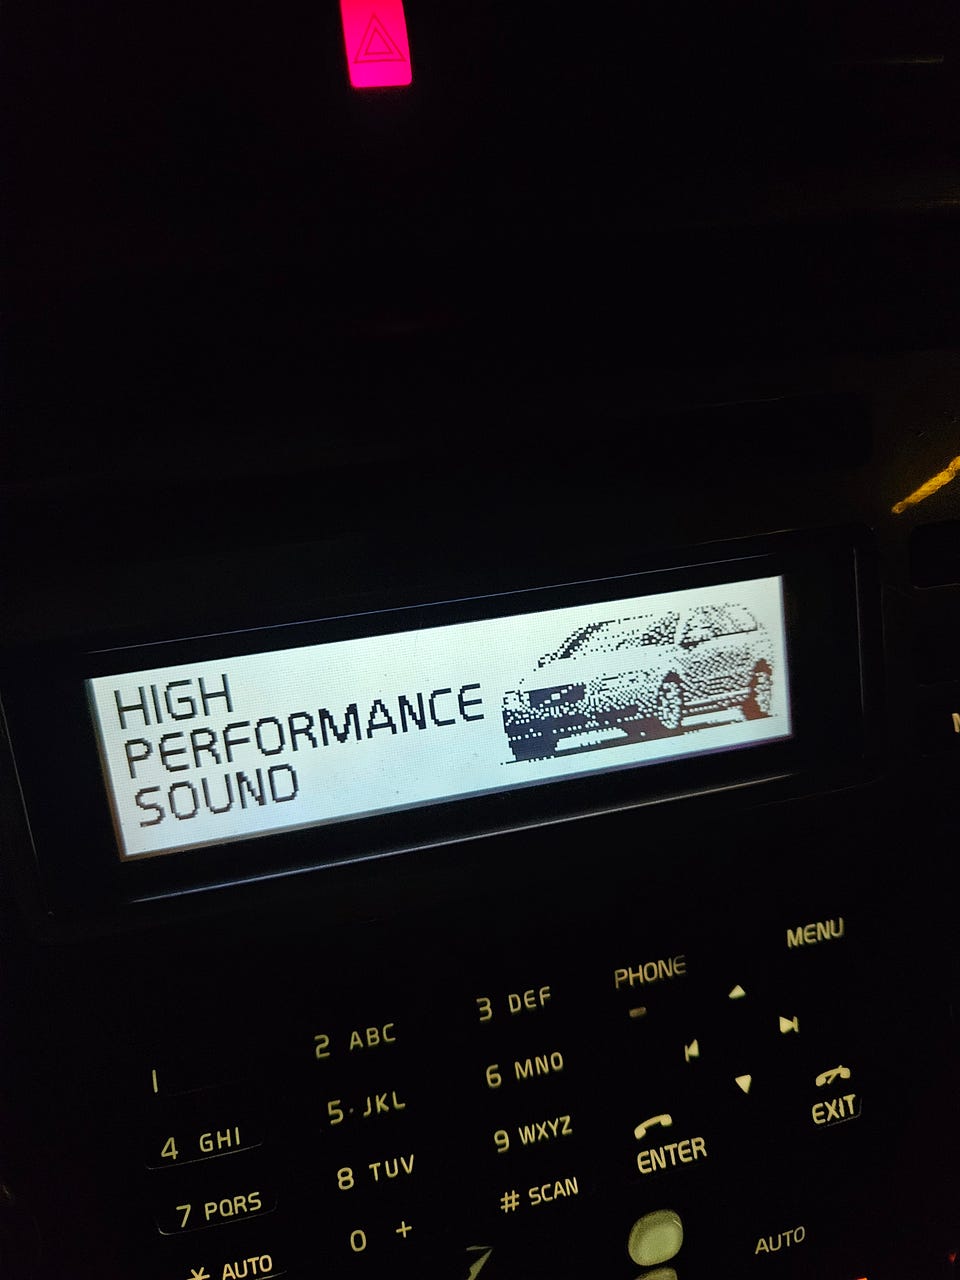 HIGH
PERFORMANCE
SOUND
MENU
PHONE
1
2 ABC
3 DEF
4 GHI
5 JKL
6 MNO
7 PQRS
8 TUV
9 WXYZ
ENTER
EXIT
* AUTO
0 +
# SCAN
AUTO